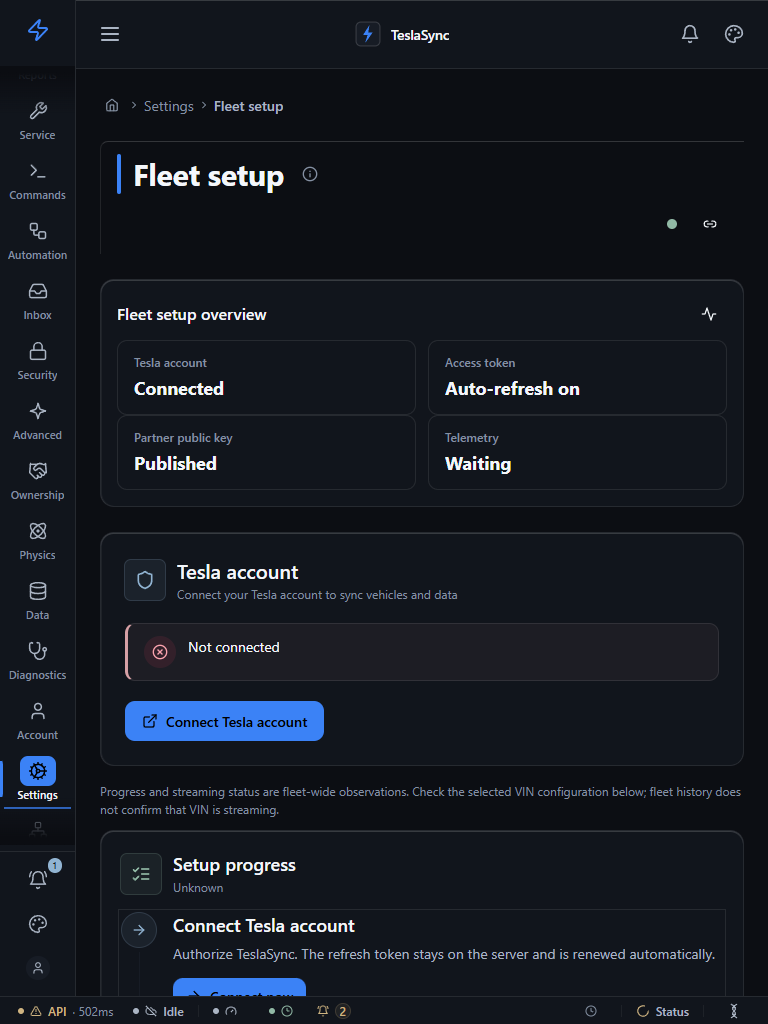 TeslaSync
Reports
Service
Commands
Automation
Inbox
Security
Advanced
Ownership
Physics
Data
Diagnostics
Account
Settings
1
Settings > Fleet setup
Fleet setup
Fleet setup overview
Tesla account
Connected
Access token
Auto-refresh on
Partner public key
Published
Telemetry
Waiting
Tesla account
Connect your Tesla account to sync vehicles and data
Not connected
Connect Tesla account
Progress and streaming status are fleet-wide observations. Check the selected VIN configuration below; fleet history does
not confirm that VIN is streaming.
Setup progress
Unknown
Connect Tesla account
Authorize TeslaSync. The refresh token stays on the server and is renewed automatically.
API · 502ms
Idle
2
Status